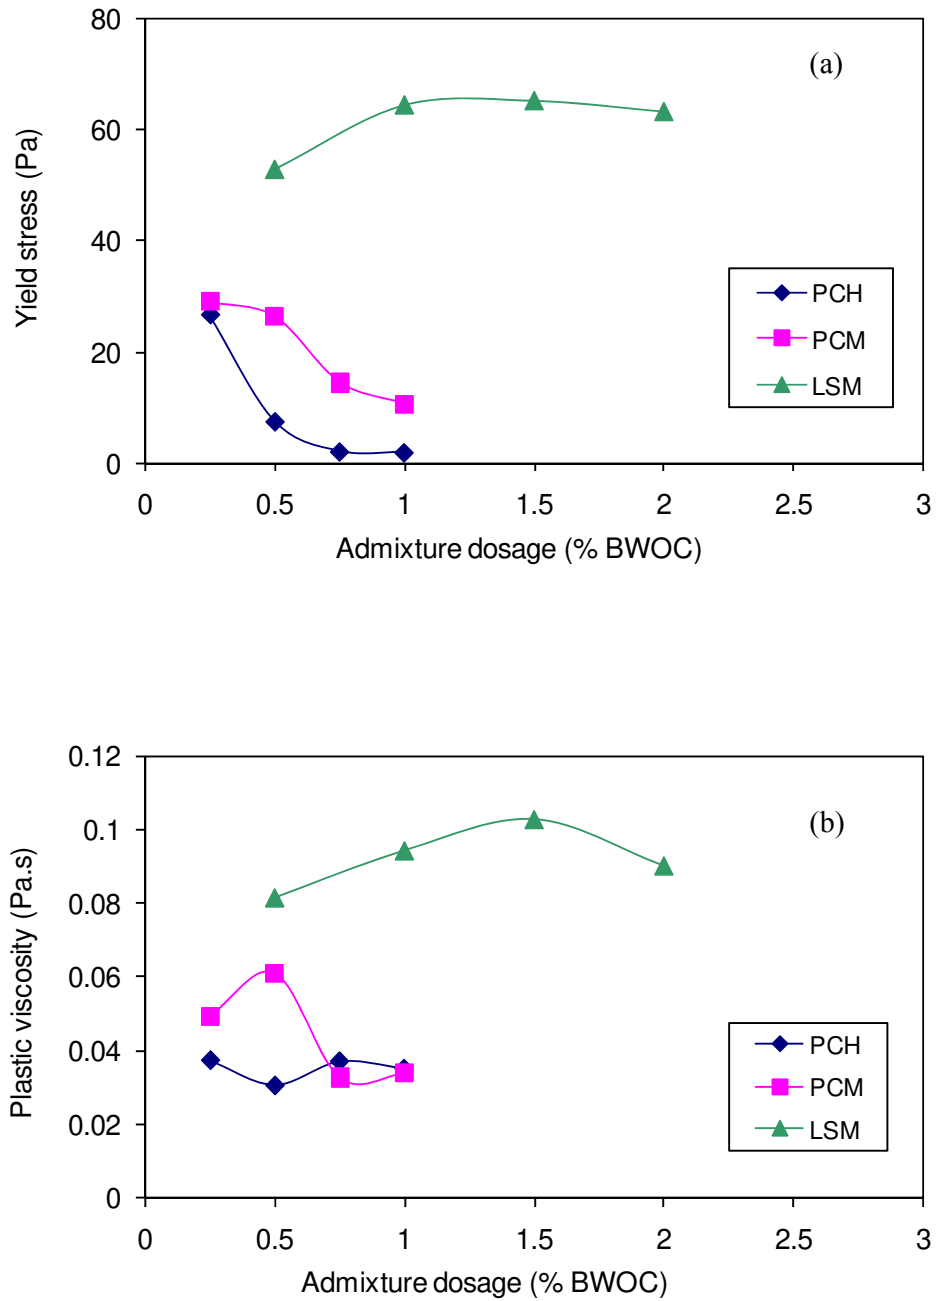 80
(a)
60
Yield stress (Pa)
40
PCH
20
PCM
LSM
0
0 0.5 1 1.5 2 2.5 3
Admixture dosage (% BWOC)
0.12
(b)
0.1
0.08
Plastic viscosity (Pa.s)
0.06
0.04
PCH
PCM
0.02
LSM
0
0 0.5 1 1.5 2 2.5 3
Admixture dosage (% BWOC)